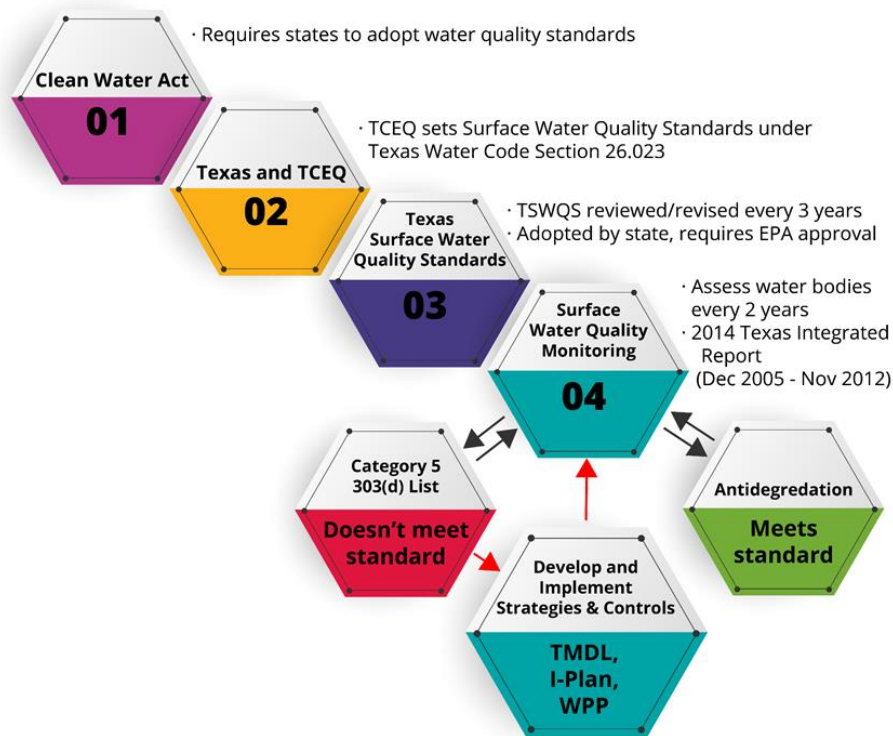 · Requires states to adopt water quality standards
Clean Water Act
01
· TCEQ sets Surface Water Quality Standards under
Texas Water Code Section 26.023
Texas and TCEQ
02
· TSWQS reviewed/revised every 3 years
· Adopted by state, requires EPA approval
Texas
Surface Water
Quality Standards
03
· Assess water bodies
every 2 years
· 2014 Texas Integrated
Report
(Dec 2005 - Nov 2012)
Surface
Water Quality
Monitoring
04
Category 5
303(d) List
Doesn't meet
standard
Antidegredation
Meets
standard
Develop and
Implement
Strategies & Controls
TMDL,
I-Plan,
WPP